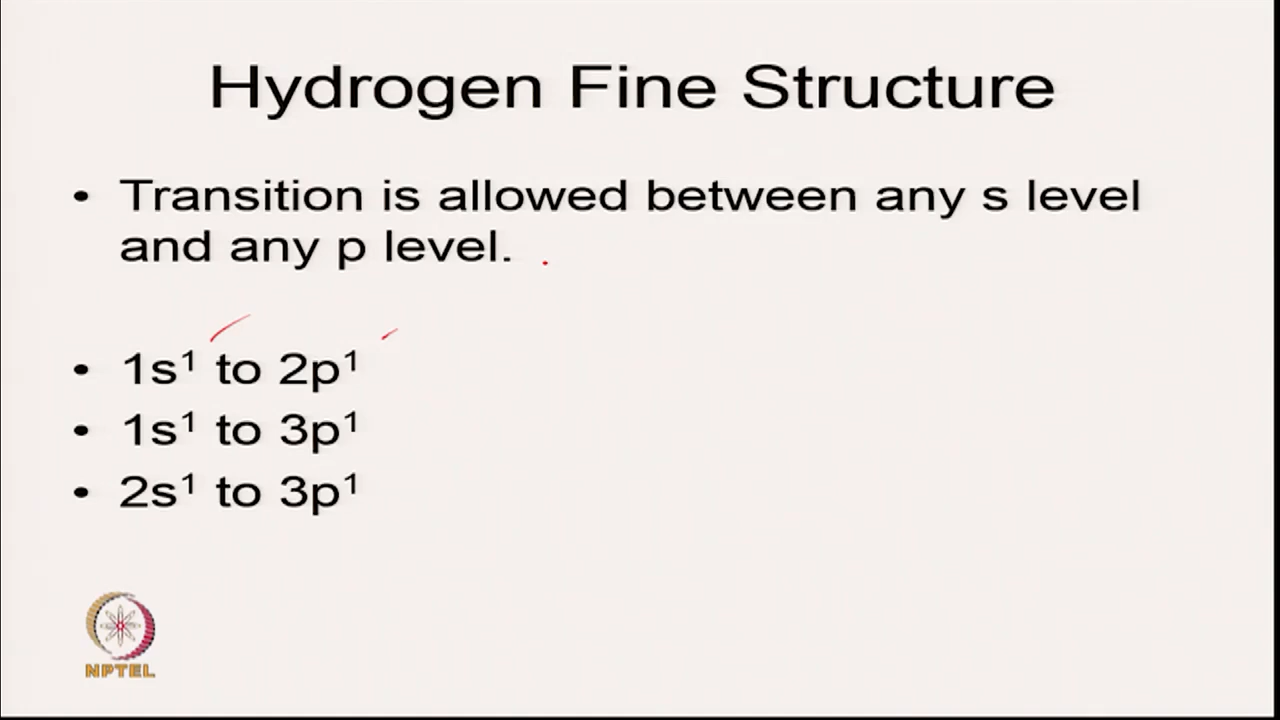 Hydrogen Fine Structure
• Transition is allowed between any s level
and any p level.
• 1s¹ to 2p¹
• 1s¹ to 3p¹
• 2s¹ to 3p¹
NPTEL